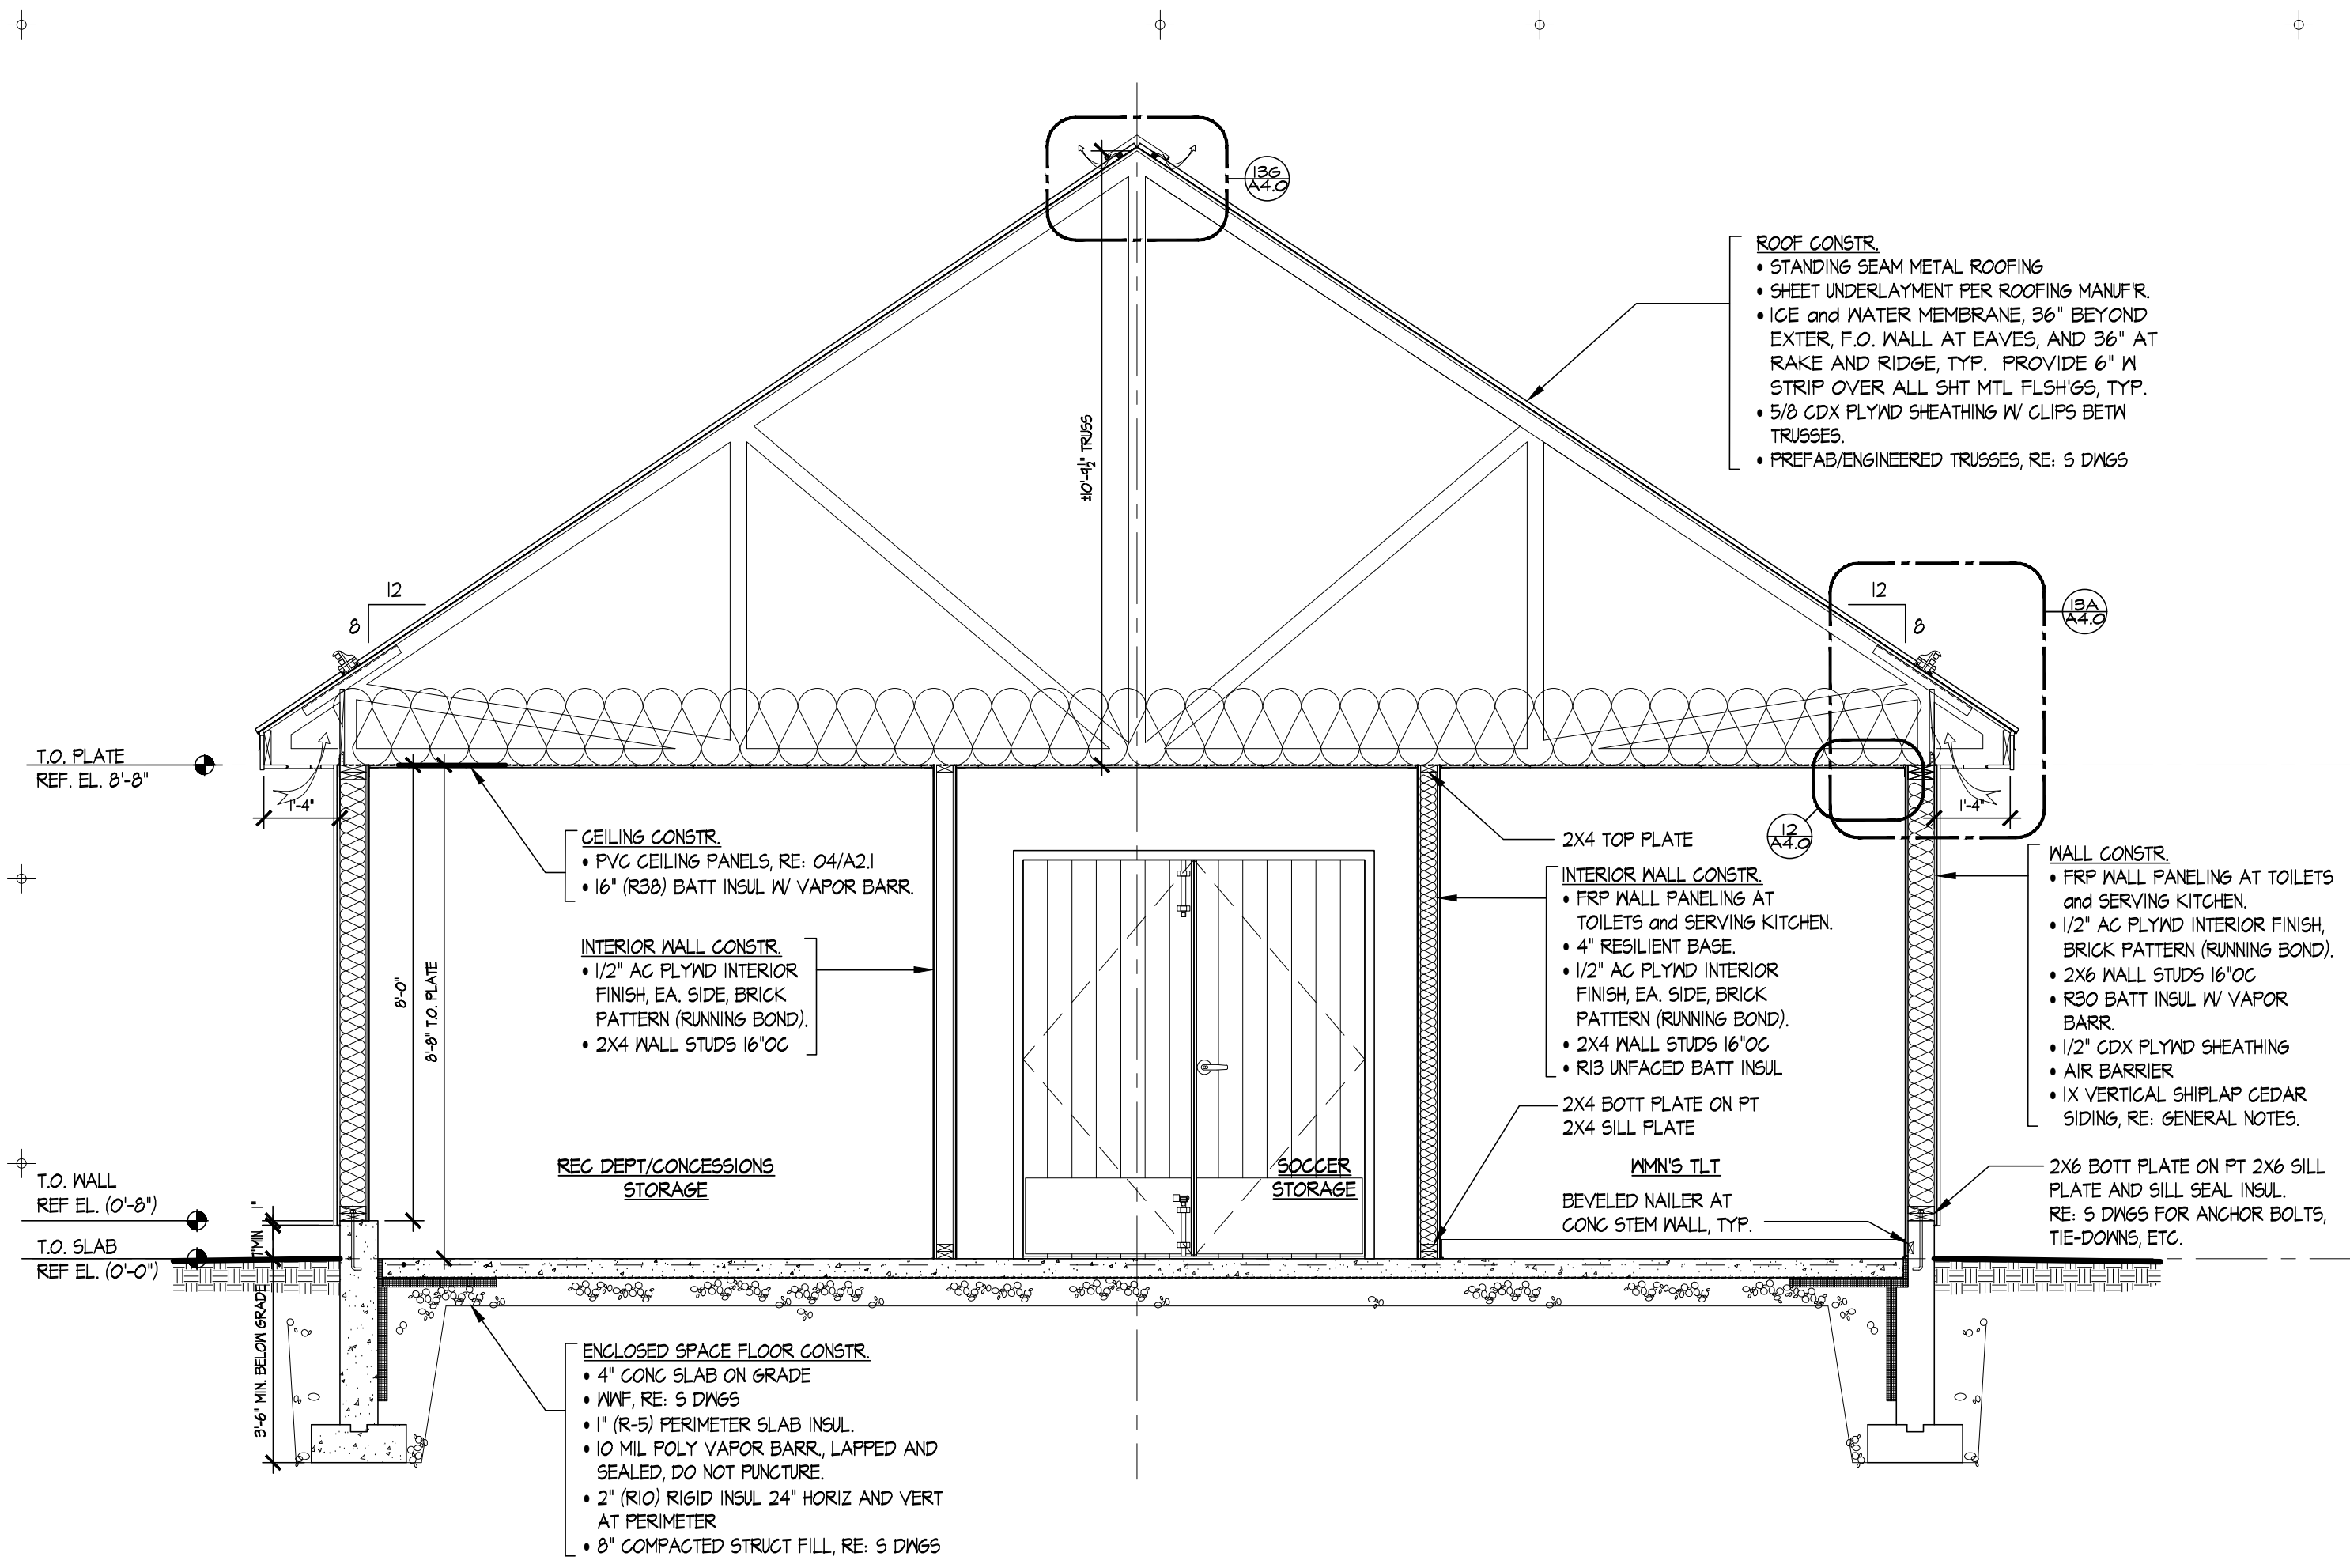 13G
A4.0
ROOF CONSTR.
• STANDING SEAM METAL ROOFING
• SHEET UNDERLAYMENT PER ROOFING MANUF'R.
• ICE and WATER MEMBRANE, 36" BEYOND
EXTER, F.O. WALL AT EAVES, AND 36" AT
RAKE AND RIDGE, TYP. PROVIDE 6" W
STRIP OVER ALL SHT MTL FLSH'GS, TYP.
• 5/8 CDX PLYWD SHEATHING W/ CLIPS BETW
TRUSSES.
• PREFAB/ENGINEERED TRUSSES, RE: S DWGS
±10'-9½" TRUSS
12
8
12
8
13A
A4.0
T.O. PLATE
REF. EL. 8'-8"
1'-4"
1'-4"
12
A4.0
CEILING CONSTR.
• PVC CEILING PANELS, RE: 04/A2.1
• 16" (R38) BATT INSUL W/ VAPOR BARR.
INTERIOR WALL CONSTR.
• 1/2" AC PLYWD INTERIOR
FINISH, EA. SIDE, BRICK
PATTERN (RUNNING BOND).
• 2X4 WALL STUDS 16"OC
8'-0"
8'-8" T.O. PLATE
2X4 TOP PLATE
INTERIOR WALL CONSTR.
• FRP WALL PANELING AT
TOILETS and SERVING KITCHEN.
• 4" RESILIENT BASE.
• 1/2" AC PLYWD INTERIOR
FINISH, EA. SIDE, BRICK
PATTERN (RUNNING BOND).
• 2X4 WALL STUDS 16"OC
• R13 UNFACED BATT INSUL
2X4 BOTT PLATE ON PT
2X4 SILL PLATE
WALL CONSTR.
• FRP WALL PANELING AT TOILETS
and SERVING KITCHEN.
• 1/2" AC PLYWD INTERIOR FINISH,
BRICK PATTERN (RUNNING BOND).
• 2X6 WALL STUDS 16"OC
• R30 BATT INSUL W/ VAPOR
BARR.
• 1/2" CDX PLYWD SHEATHING
• AIR BARRIER
• 1X VERTICAL SHIPLAP CEDAR
SIDING, RE: GENERAL NOTES.
REC DEPT/CONCESSIONS
STORAGE
SOCCER
STORAGE
WMN'S TLT
BEVELED NAILER AT
CONC STEM WALL, TYP.
2X6 BOTT PLATE ON PT 2X6 SILL
PLATE AND SILL SEAL INSUL.
RE: S DWGS FOR ANCHOR BOLTS,
TIE-DOWNS, ETC.
T.O. WALL
REF EL. (0'-8")
T.O. SLAB
REF EL. (0'-0")
1"
7"MIN
3'-6" MIN. BELOW GRADE
ENCLOSED SPACE FLOOR CONSTR.
• 4" CONC SLAB ON GRADE
• WWF, RE: S DWGS
• 1" (R-5) PERIMETER SLAB INSUL.
• 10 MIL POLY VAPOR BARR., LAPPED AND
SEALED, DO NOT PUNCTURE.
• 2" (R10) RIGID INSUL 24" HORIZ AND VERT
AT PERIMETER
• 8" COMPACTED STRUCT FILL, RE: S DWGS